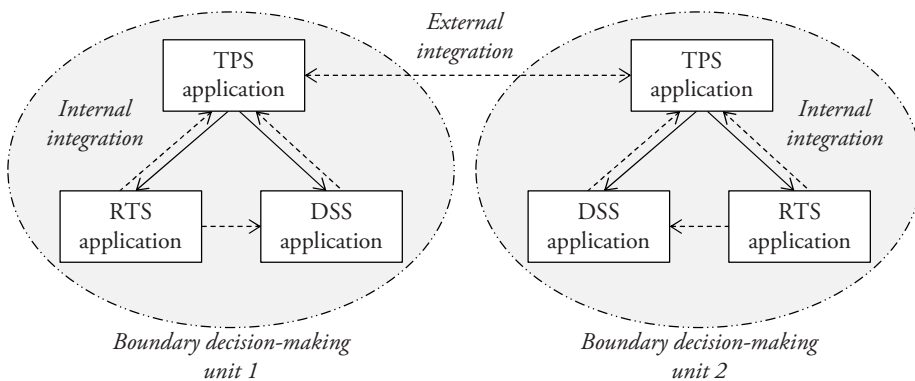 External
integration
TPS
application
TPS
application
Internal
integration
Internal
integration
RTS
application
DSS
application
DSS
application
RTS
application
Boundary decision-making
unit 1
Boundary decision-making
unit 2